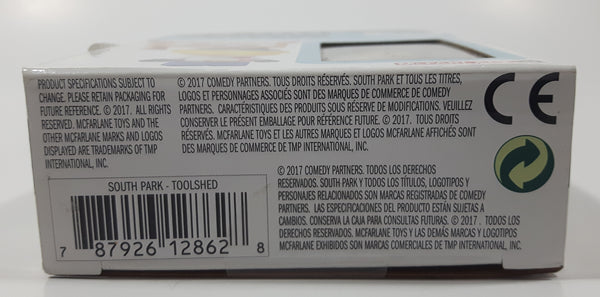 PRODUCT SPECIFICATIONS SUBJECT TO
CHANGE. PLEASE RETAIN PACKAGING FOR
FUTURE REFERENCE. © 2017. ALL RIGHTS
RESERVED. MCFARLANE TOYS AND THE
OTHER MCFARLANE MARKS AND LOGOS
DISPLAYED ARE TRADEMARKS OF TMP
INTERNATIONAL, INC.
© 2017 COMEDY PARTNERS. TOUS DROITS RÉSERVÉS. SOUTH PARK ET TOUS LES TITRES,
LOGOS ET PERSONNAGES ASSOCIÉS SONT DES MARQUES DE COMMERCE DE COMEDY
PARTNERS. CARACTÉRISTIQUES DES PRODUITS SOUS RÉSERVE DE MODIFICATIONS. VEUILLEZ
CONSERVER LE PRÉSENT EMBALLAGE POUR RÉFÉRENCE FUTURE. © 2017. TOUS DROITS
RÉSERVÉS. MCFARLANE TOYS ET LES AUTRES MARQUES ET LOGOS MCFARLANE AFFICHÉS SONT
DES MARQUES DE COMMERCE DE TMP INTERNATIONAL, INC.
CE
© 2017 COMEDY PARTNERS. TODOS LOS DERECHOS
RESERVADOS. SOUTH PARK Y TODOS LOS TÍTULOS, LOGOTIPOS Y
PERSONAJES RELACIONADOS SON MARCAS REGISTRADAS DE COMEDY
PARTNERS. LAS ESPECIFICACIONES DEL PRODUCTO ESTÁN SUJETAS A
CAMBIOS. CONSERVA LA CAJA PARA CONSULTAS FUTURAS. © 2017 , TODOS LOS
DERECHOS RESERVADOS. MCFARLANE TOYS Y LAS DEMÁS MARCAS Y LOGOTIPOS
MCFARLANE EXHIBIDOS SON MARCAS COMERCIALES DE TMP INTERNATIONAL, INC.
SOUTH PARK - TOOLSHED
7 87926 12862 8